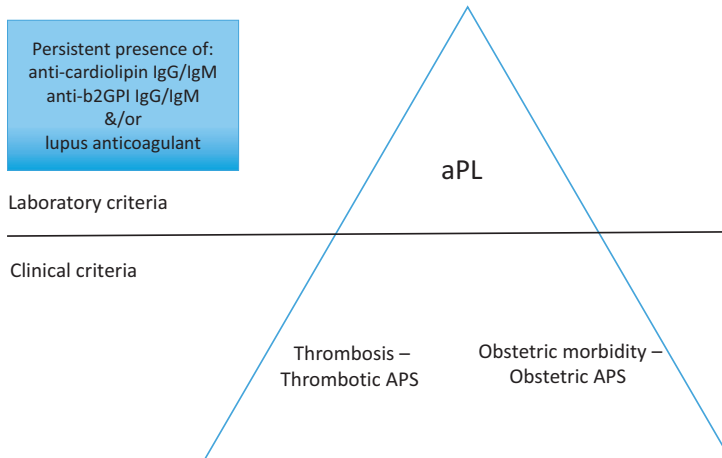 Persistent presence of:
anti-cardiolipin IgG/IgM
anti-b2GPI IgG/IgM
&/or
lupus anticoagulant
aPL
Laboratory criteria
Clinical criteria
Thrombosis –
Thrombotic APS
Obstetric morbidity –
Obstetric APS